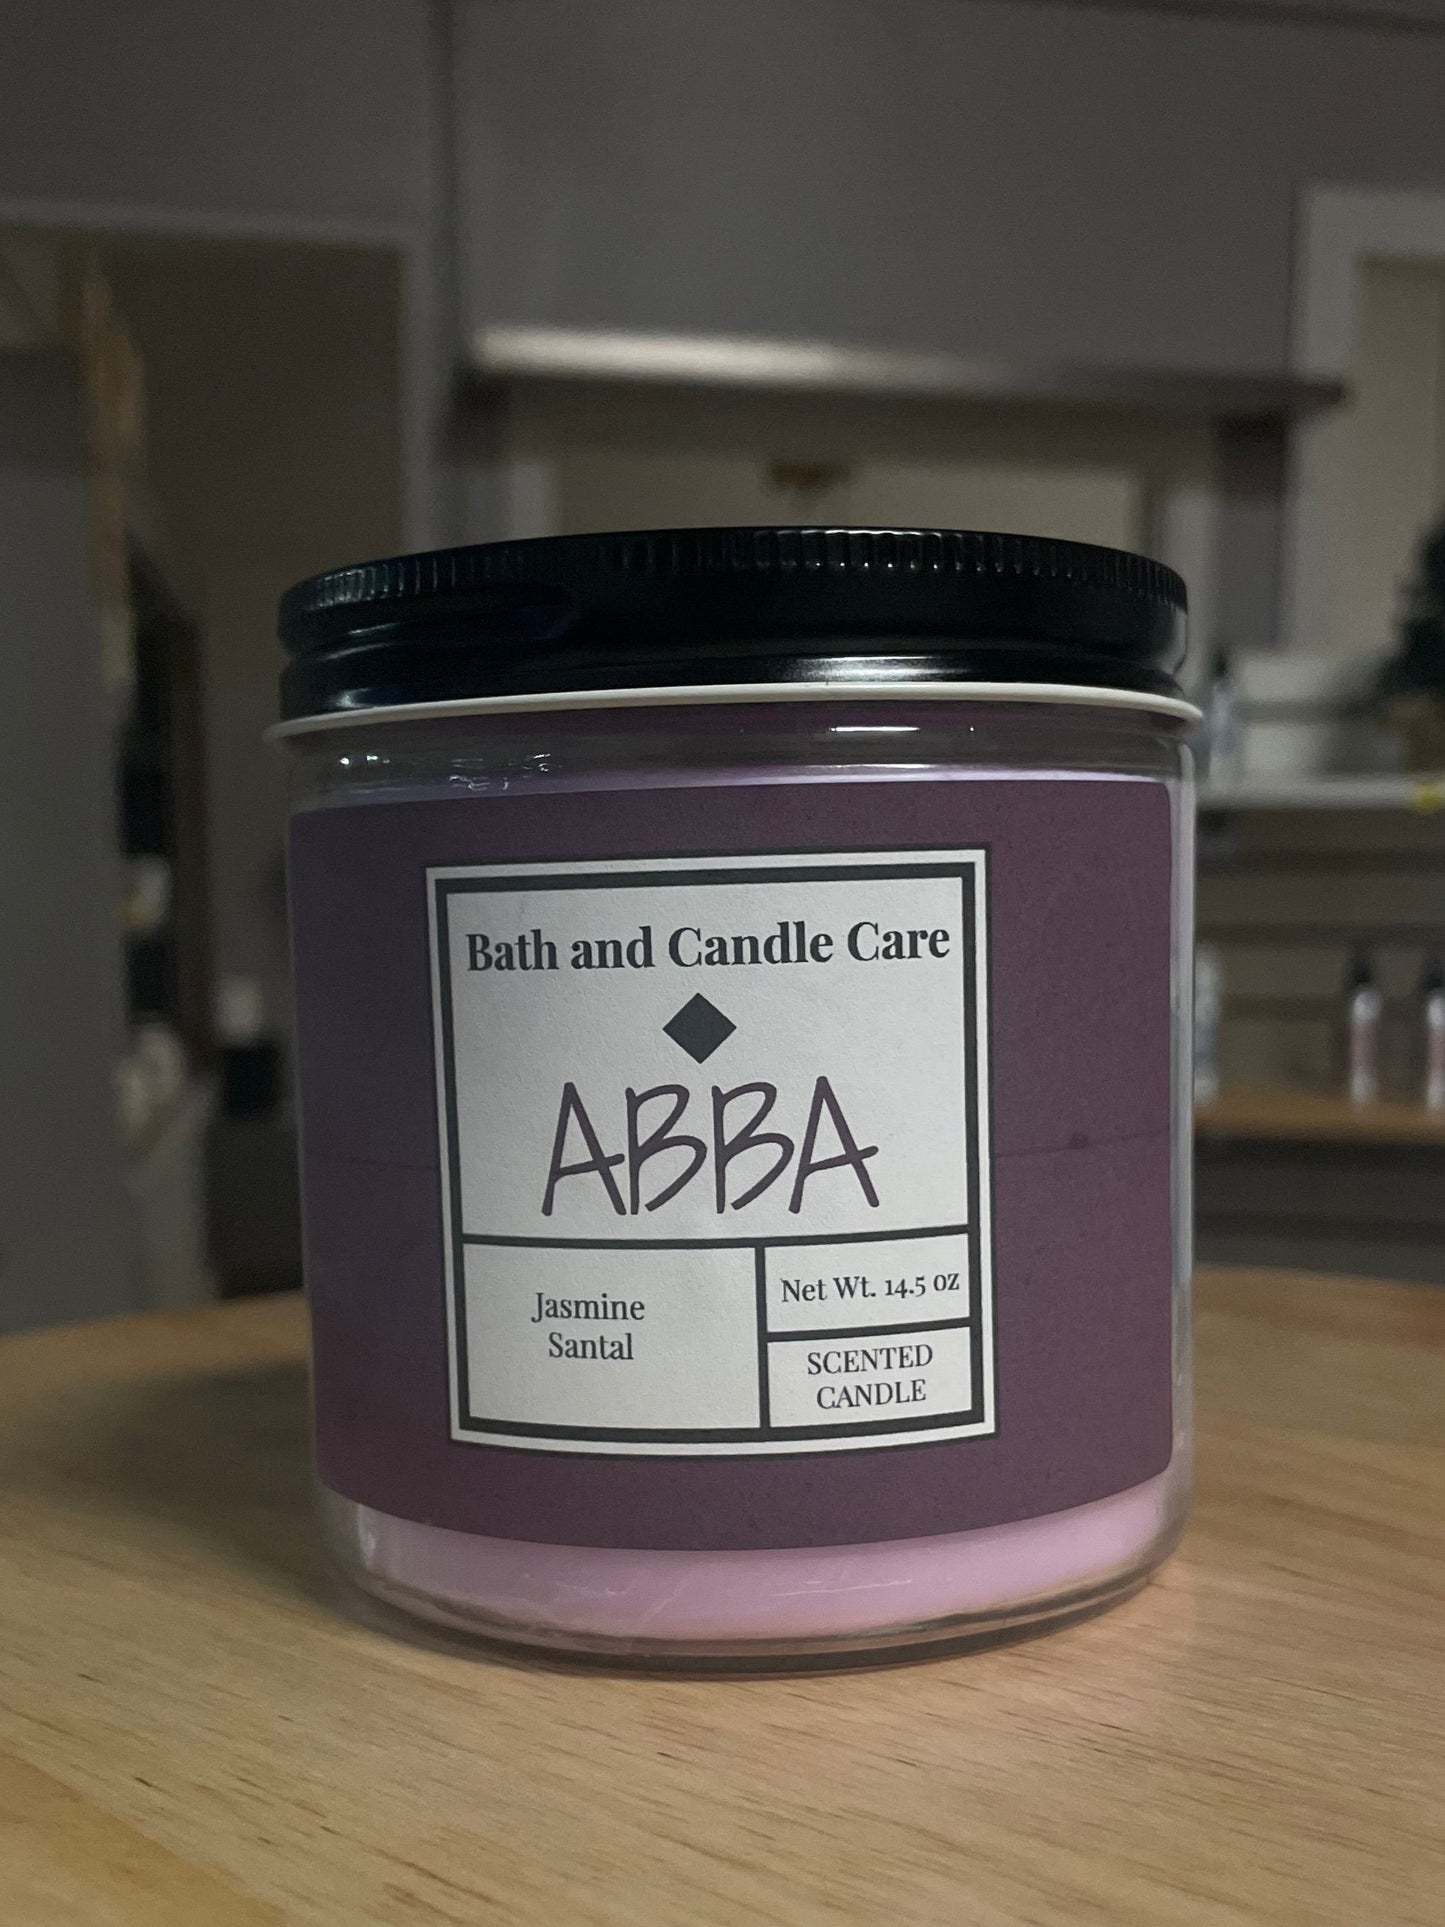 Bath and Candle Care
ABBA
Jasmine
Santal
Net Wt. 14.5 oz
SCENTED
CANDLE